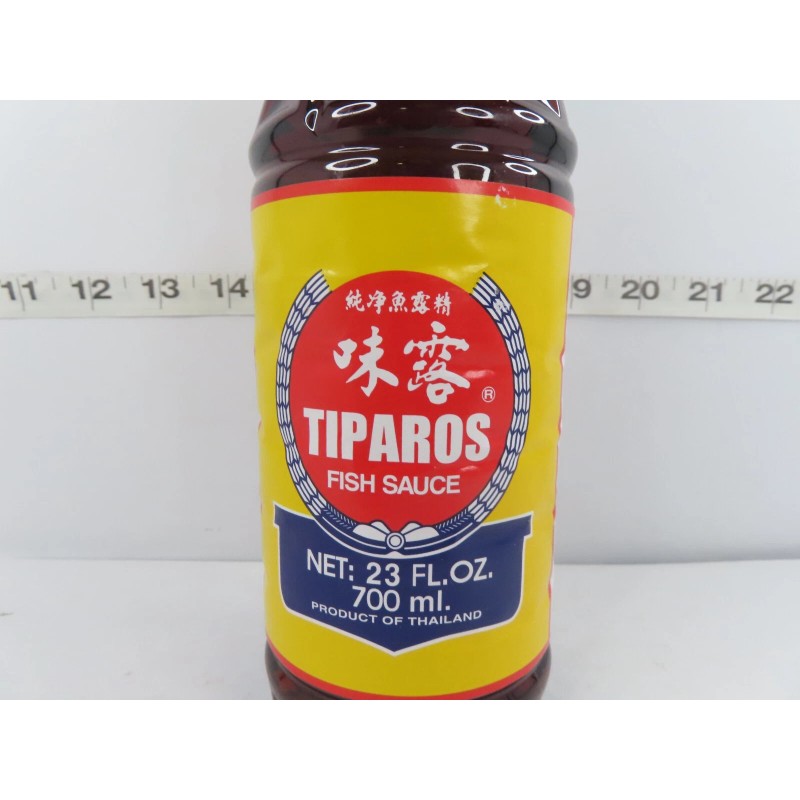 11 12 13 14
9 20 21 22
純净魚露精
味露
®
TIPAROS
FISH SAUCE
NET: 23 FL.OZ.
700 ml.
PRODUCT OF THAILAND